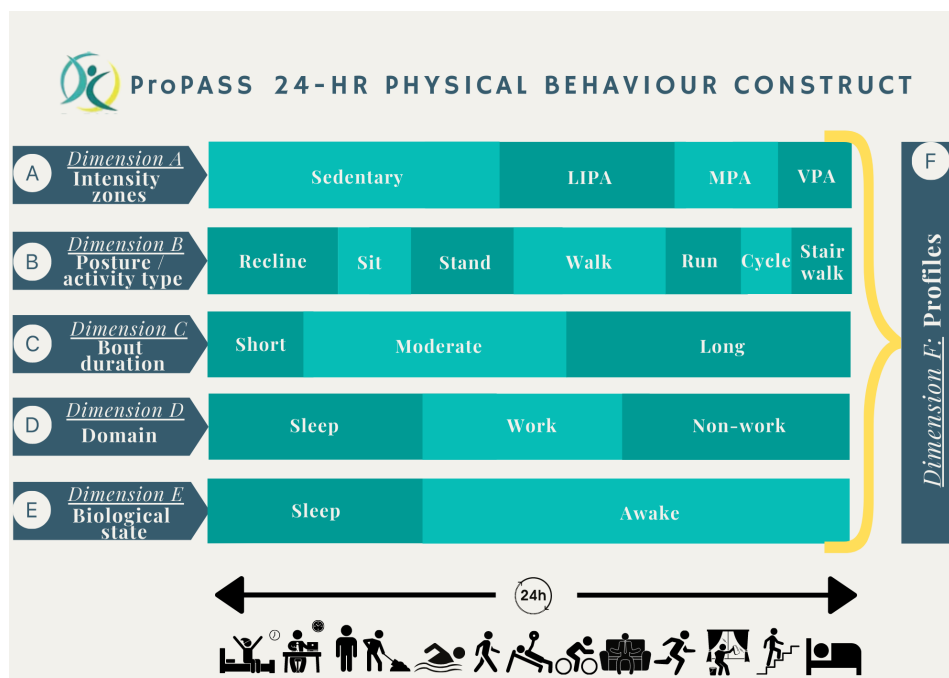 ProPASS 24-HR PHYSICAL BEHAVIOUR CONSTRUCT
A
Dimension A
Intensity
zones
Sedentary
LIPA
MPA
VPA
B
Dimension B
Posture /
activity type
Recline
Sit
Stand
Walk
Run
Cycle
Stair
walk
C
Dimension C
Bout
duration
Short
Moderate
Long
D
Dimension D
Domain
Sleep
Work
Non-work
E
Dimension E
Biological
state
Sleep
Awake
F
Dimension F: Profiles
24h